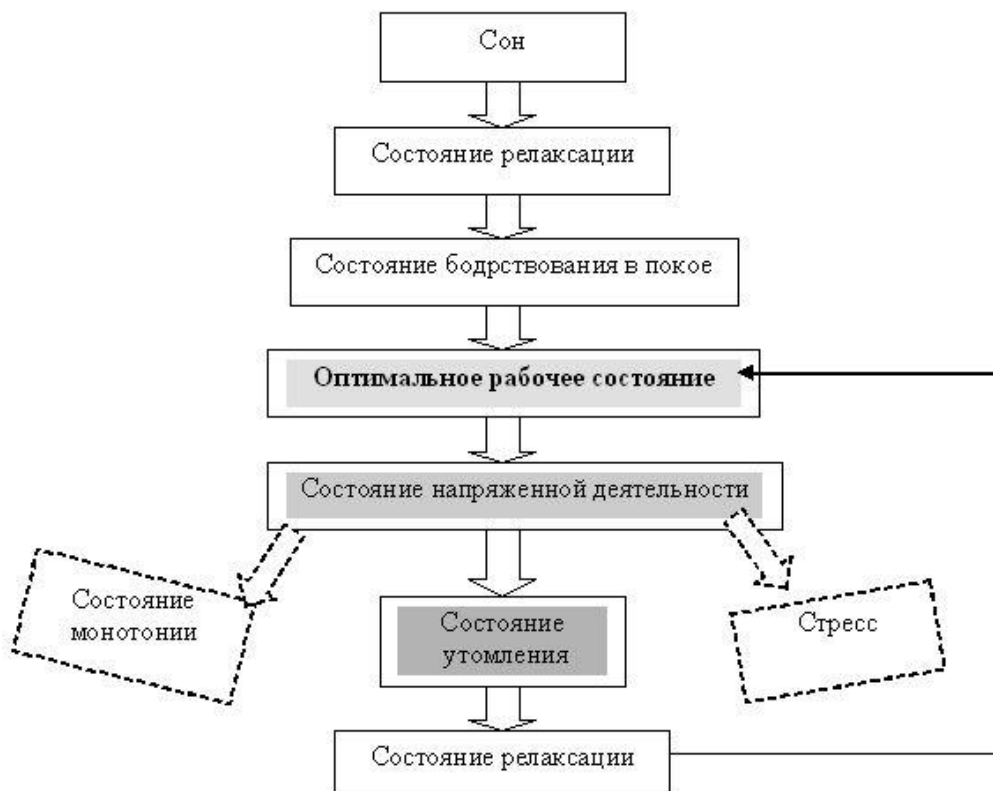 Сон
Состояние релаксации
Состояние бодрствования в покое
Оптимальное рабочее состояние
Состояние напряженной деятельности
Состояние
монотонии
Состояние
утомления
Стресс
Состояние релаксации